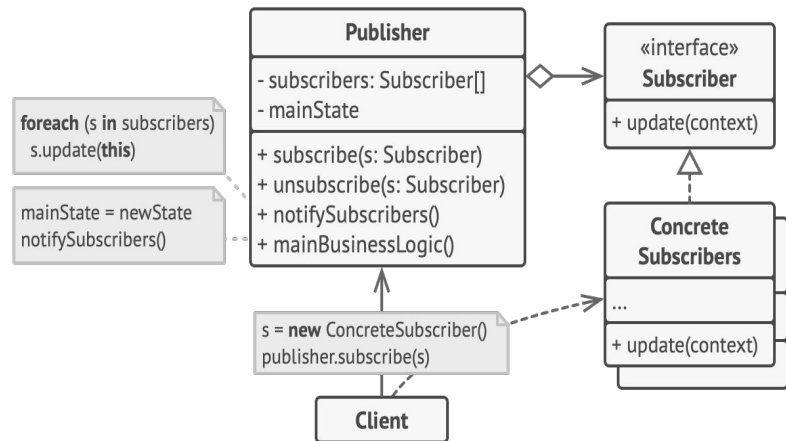 Publisher
- subscribers: Subscriber[]
- mainState
+ subscribe(s: Subscriber)
+ unsubscribe(s: Subscriber)
+ notifySubscribers()
+ mainBusinessLogic()
«interface»
Subscriber
+ update(context)
foreach (s in subscribers)
s.update(this)
mainState = newState
notifySubscribers()
Concrete
Subscribers
...
+ update(context)
s = new ConcreteSubscriber()
publisher.subscribe(s)
Client